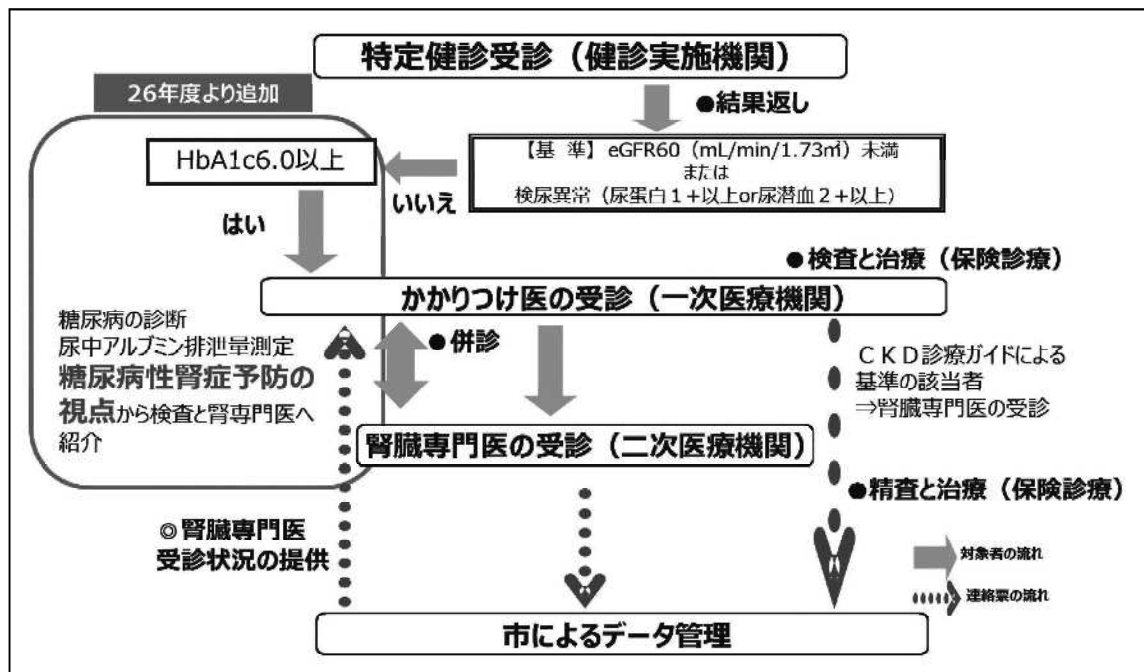 特定健診受診（健診実施機関）
26年度より追加
●結果返し
HbA1c6.0以上
【基 準】 eGFR60（mL/min/1.73㎡）未満
または
検尿異常（尿蛋白１+以上or尿潜血２+以上）
いいえ
はい
●検査と治療（保険診療）
かかりつけ医の受診（一次医療機関）
糖尿病の診断
尿中アルブミン排泄量測定
糖尿病性腎症予防の
視点から検査と腎専門医へ
紹介
●併診
ＣＫＤ診療ガイドによる
基準の該当者
⇒腎臓専門医の受診
腎臓専門医の受診（二次医療機関）
●精査と治療（保険診療）
◎腎臓専門医
受診状況の提供
対象者の流れ
連絡票の流れ
市によるデータ管理